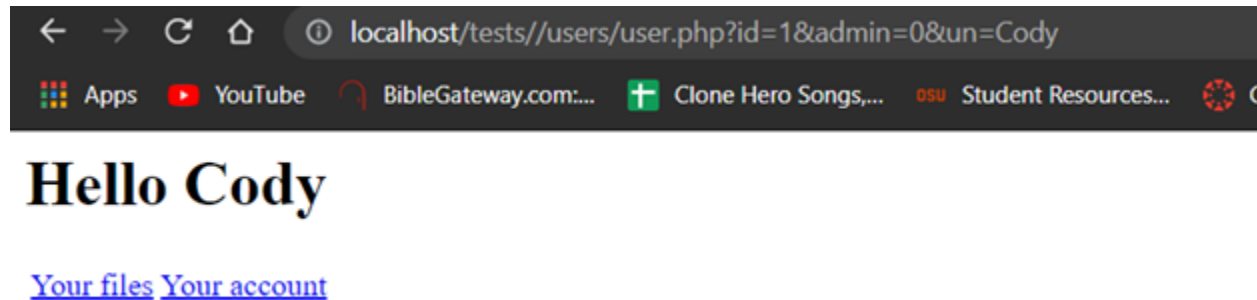 localhost/tests//users/user.php?id=1&admin=0&un=Cody
Apps YouTube BibleGateway.com:... Clone Hero Songs,... OSU Student Resources...
Hello Cody
Your files Your account